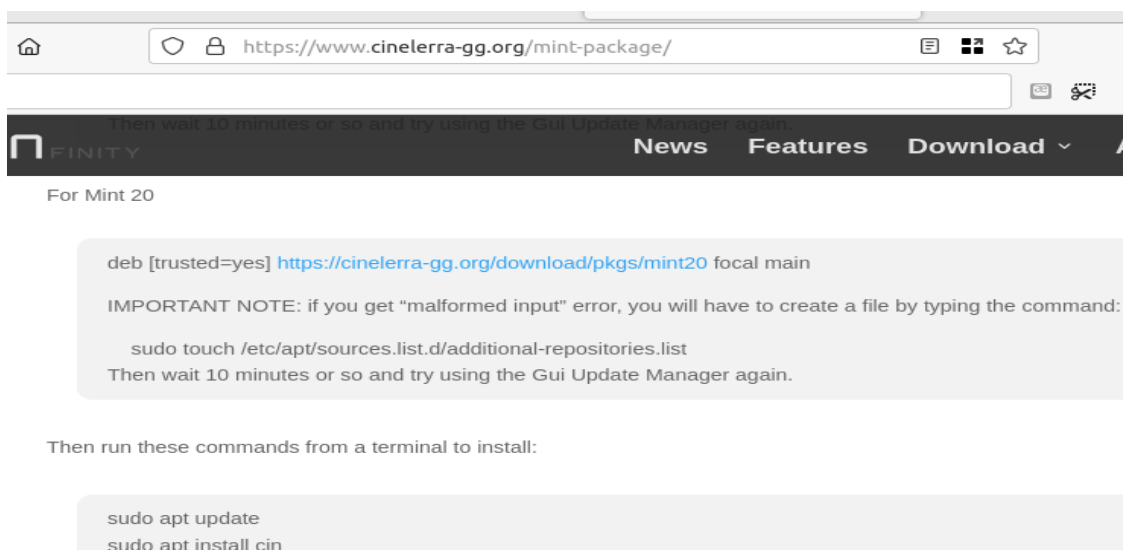 https://www.cinelerra-gg.org/mint-package/
Then wait 10 minutes or so and try using the Gui Update Manager again.
FINITY News Features Download
For Mint 20
deb [trusted=yes] https://cinelerra-gg.org/download/pkgs/mint20 focal main
IMPORTANT NOTE: if you get “malformed input” error, you will have to create a file by typing the command:
sudo touch /etc/apt/sources.list.d/additional-repositories.list
Then wait 10 minutes or so and try using the Gui Update Manager again.
Then run these commands from a terminal to install:
sudo apt update
sudo apt install cin